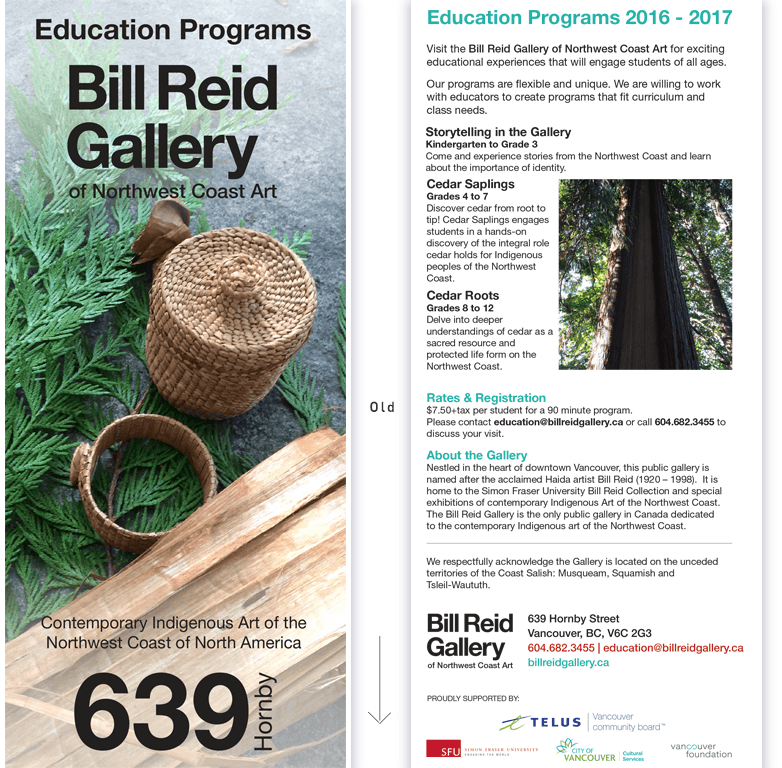 Education Programs
Bill Reid
Gallery
of Northwest Coast Art
Contemporary Indigenous Art of the
Northwest Coast of North America
639
Hornby
Old
Education Programs 2016 - 2017
Visit the Bill Reid Gallery of Northwest Coast Art for exciting
educational experiences that will engage students of all ages.
Our programs are flexible and unique. We are willing to work
with educators to create programs that fit curriculum and
class needs.
Storytelling in the Gallery
Kindergarten to Grade 3
Come and experience stories from the Northwest Coast and learn
about the importance of identity.
Cedar Saplings
Grades 4 to 7
Discover cedar from root to
tip! Cedar Saplings engages
students in a hands-on
discovery of the integral role
cedar holds for Indigenous
peoples of the Northwest
Coast.
Cedar Roots
Grades 8 to 12
Delve into deeper
understandings of cedar as a
sacred resource and
protected life form on the
Northwest Coast.
Rates & Registration
$7.50+tax per student for a 90 minute program.
Please contact education@billreidgallery.ca or call 604.682.3455 to
discuss your visit.
About the Gallery
Nestled in the heart of downtown Vancouver, this public gallery is
named after the acclaimed Haida artist Bill Reid (1920 – 1998). It is
home to the Simon Fraser University Bill Reid Collection and special
exhibitions of contemporary Indigenous Art of the Northwest Coast.
The Bill Reid Gallery is the only public gallery in Canada dedicated
to the contemporary Indigenous art of the Northwest Coast.
We respectfully acknowledge the Gallery is located on the unceded
territories of the Coast Salish: Musqueam, Squamish and
Tsleil-Waututh.
Bill Reid
Gallery
of Northwest Coast Art
639 Hornby Street
Vancouver, BC, V6C 2G3
604.682.3455 | education@billreidgallery.ca
billreidgallery.ca
PROUDLY SUPPORTED BY:
TELUS
Vancouver
community board™
SFU
SIMON FRASER UNIVERSITY
ENGAGING THE WORLD
CITY OF
VANCOUVER
Cultural
Services
vancouver
foundation